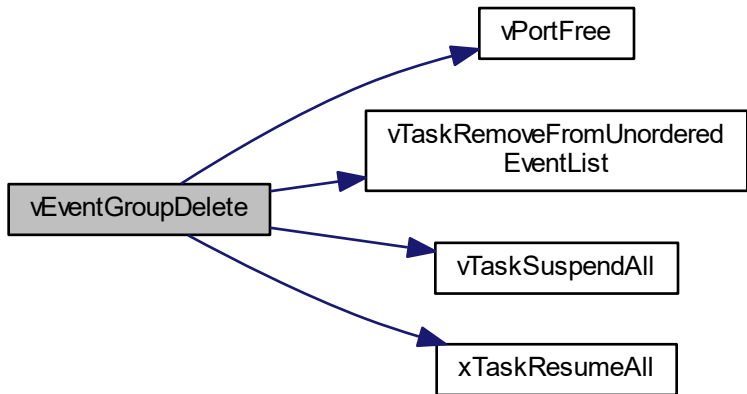 vPortFree
vTaskRemoveFromUnordered
EventList
vEventGroupDelete
vTaskSuspendAll
xTaskResumeAll